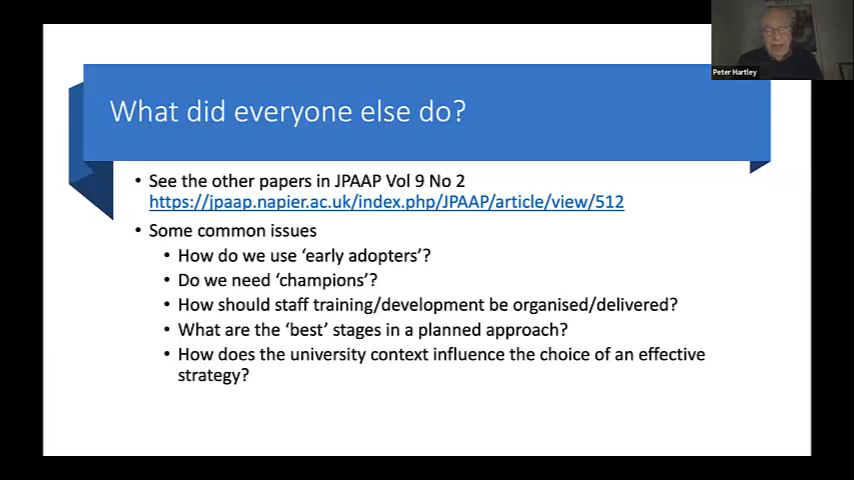 Peter Hartley
What did everyone else do?
• See the other papers in JPAAP Vol 9 No 2
https://jpaap.napier.ac.uk/index.php/JPAAP/article/view/512
• Some common issues
• How do we use ‘early adopters’?
• Do we need ‘champions’?
• How should staff training/development be organised/delivered?
• What are the ‘best’ stages in a planned approach?
• How does the university context influence the choice of an effective
strategy?